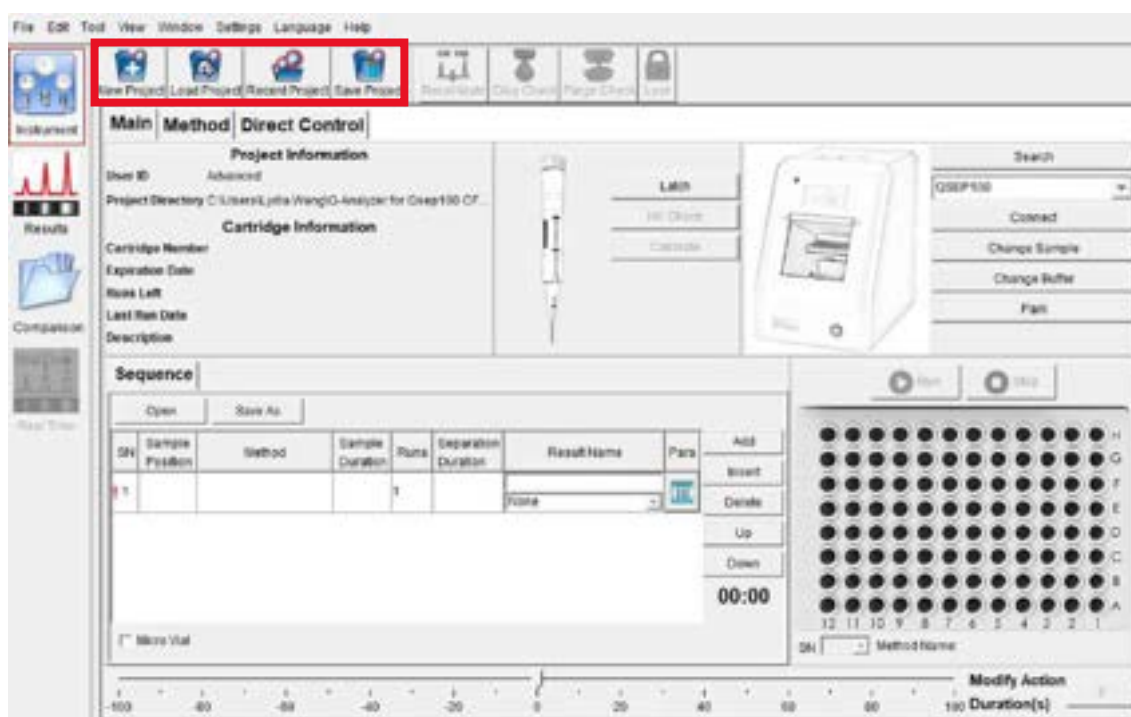 File Edit Tool View Window Settings Language Help
New Project Load Project Recent Project Save Project
Instrument
Results
Comparison
Real Time
Main Method Direct Control
Project Information
User ID Advanced
Project Directory
Cartridge Information
Cartridge Number
Expiration Date
Runs Left
Last Run Date
Description
Latch
Calibrate
Search
QSEP100
Connect
Change Sample
Change Buffer
Park
Sequence
Open Save As
SN Sample Position Method Sample Duration Runs Separation Duration Result Name Para
1 1
None
Add
Insert
Delete
Up
Down
00:00
Micro Vial
Run Stop
H
G
F
E
D
C
B
A
12 11 10 9 8 7 6 5 4 3 2 1
SN Method Name
-100 -80 -60 -40 -20 0 20 40 60 80 100
Modify Action
Duration(s)